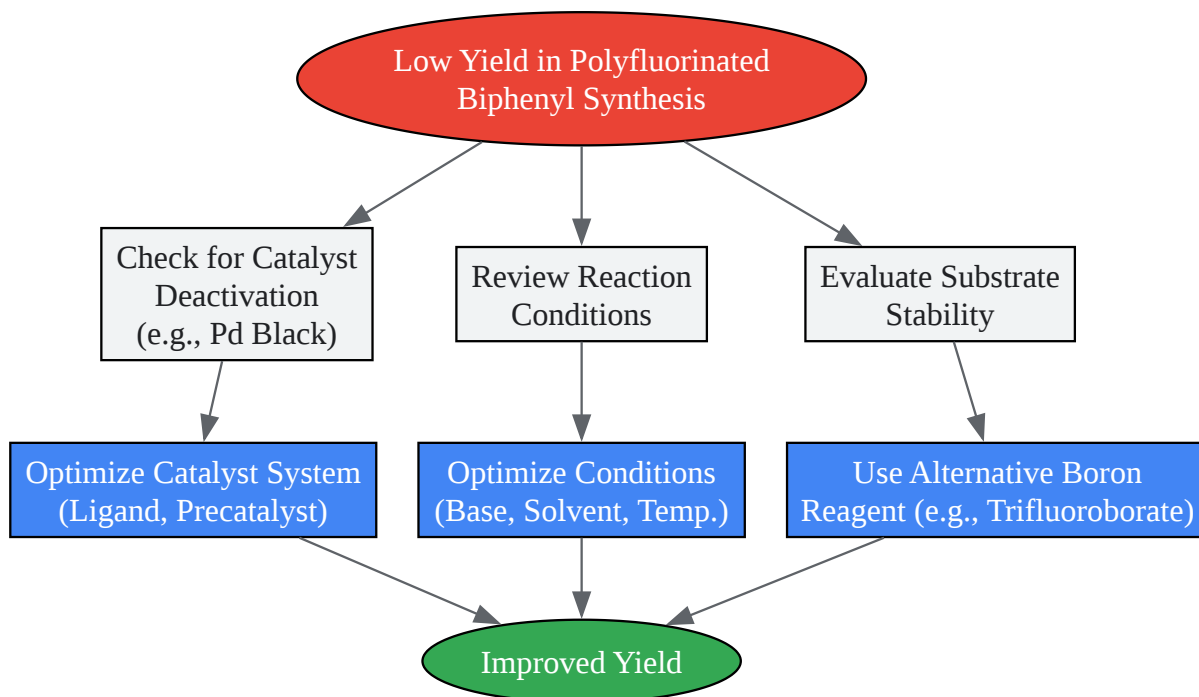 Low Yield in Polyfluorinated
Biphenyl Synthesis
Check for Catalyst
Deactivation
(e.g., Pd Black)
Review Reaction
Conditions
Evaluate Substrate
Stability
Optimize Catalyst System
(Ligand, Precatalyst)
Optimize Conditions
(Base, Solvent, Temp.)
Use Alternative Boron
Reagent (e.g., Trifluoroborate)
Improved Yield